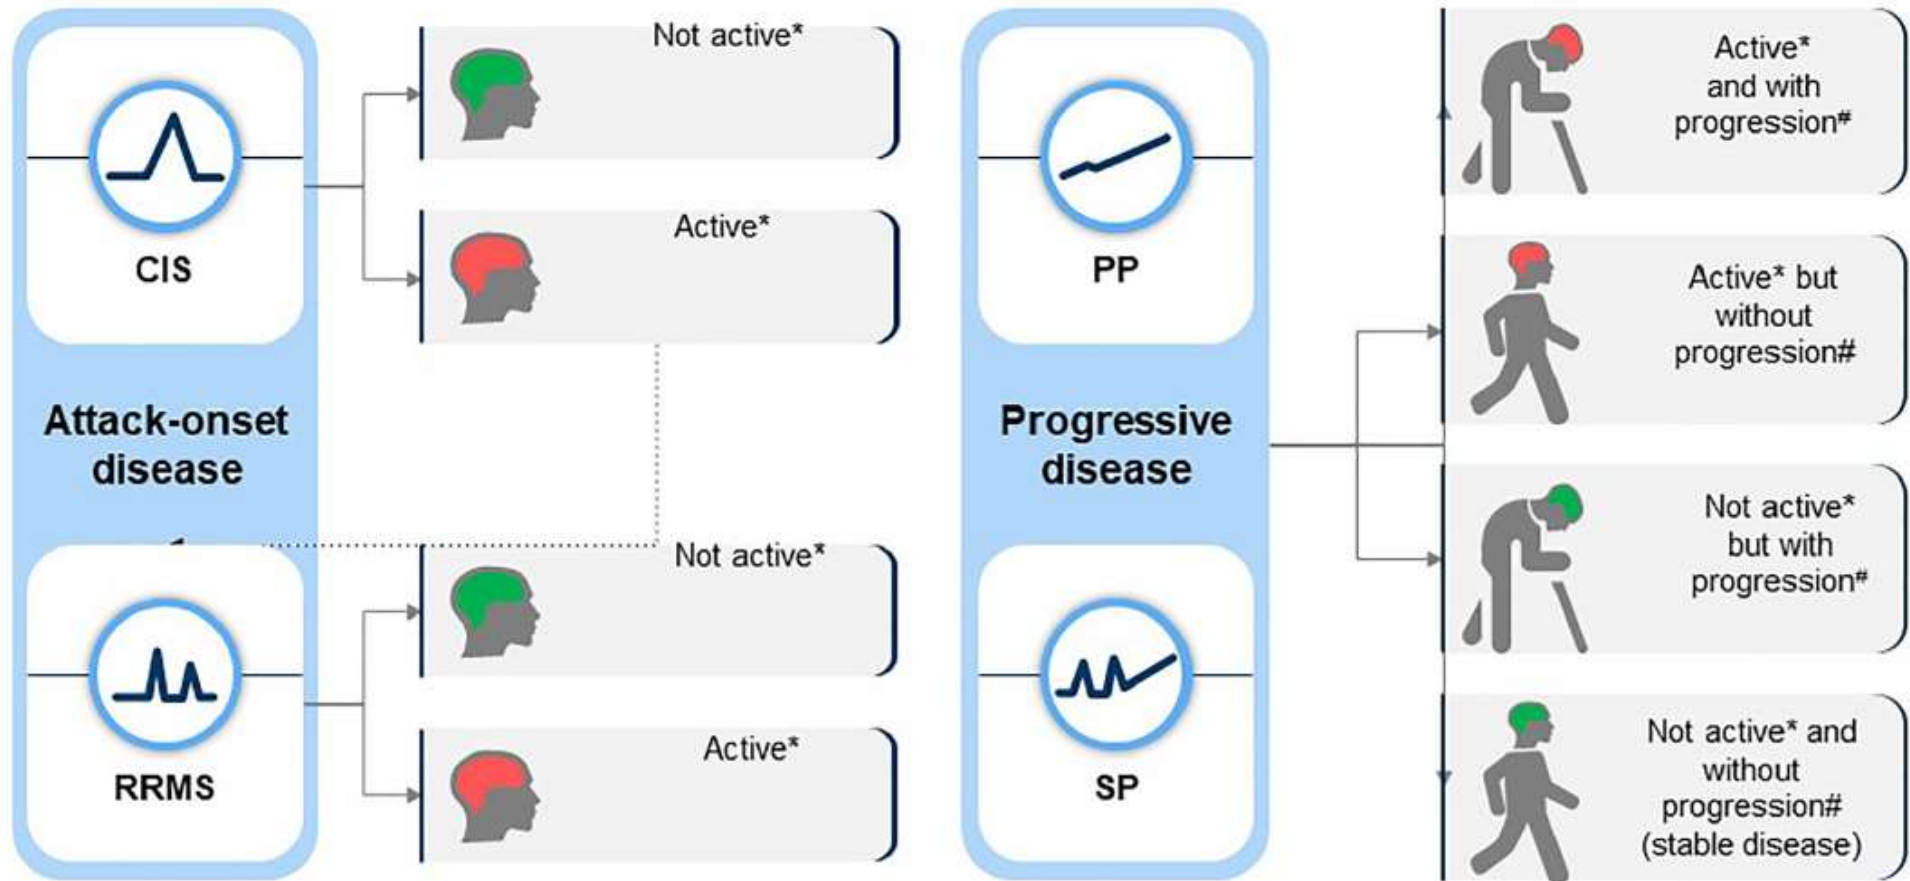 Not active*
CIS
Active*
Attack-onset
disease
Not active*
RRMS
Active*
PP
Progressive
disease
SP
Active*
and with
progression#
Active* but
without
progression#
Not active*
but with
progression#
Not active* and
without
progression#
(stable disease)